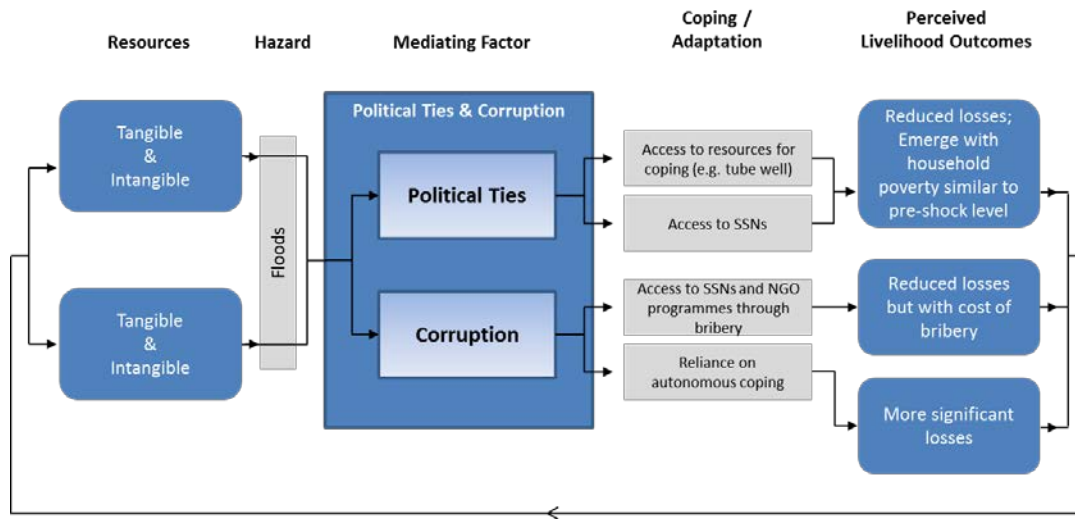 Resources
Hazard
Mediating Factor
Coping /
Adaptation
Perceived
Livelihood Outcomes
Tangible
&
Intangible
Tangible
&
Intangible
Floods
Political Ties & Corruption
Political Ties
Corruption
Access to resources for
coping (e.g. tube well)
Access to SSNs
Access to SSNs and NGO
programmes through
bribery
Reliance on
autonomous coping
Reduced losses;
Emerge with
household
poverty similar to
pre-shock level
Reduced losses
but with cost of
bribery
More significant
losses